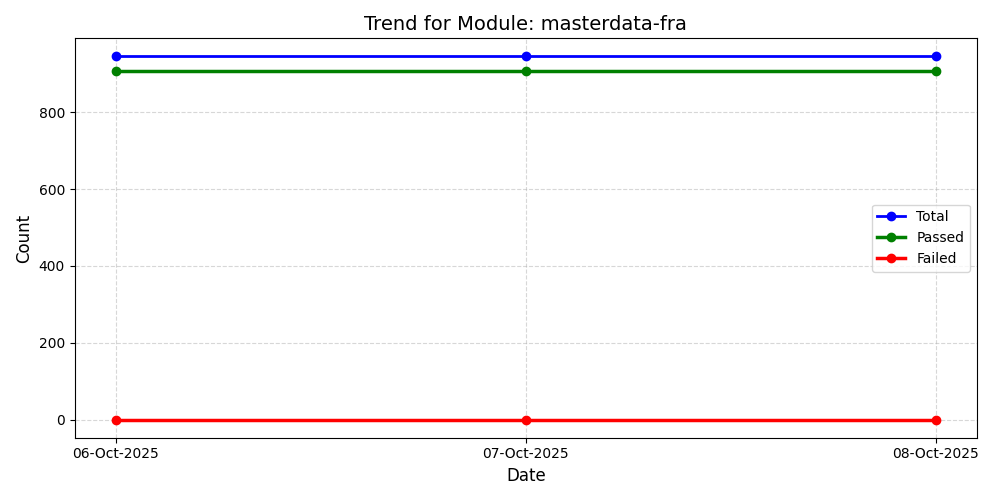 Trend for Module: masterdata-fra
Count
800
600
400
200
0
Total
Passed
Failed
06-Oct-2025 07-Oct-2025 08-Oct-2025
Date